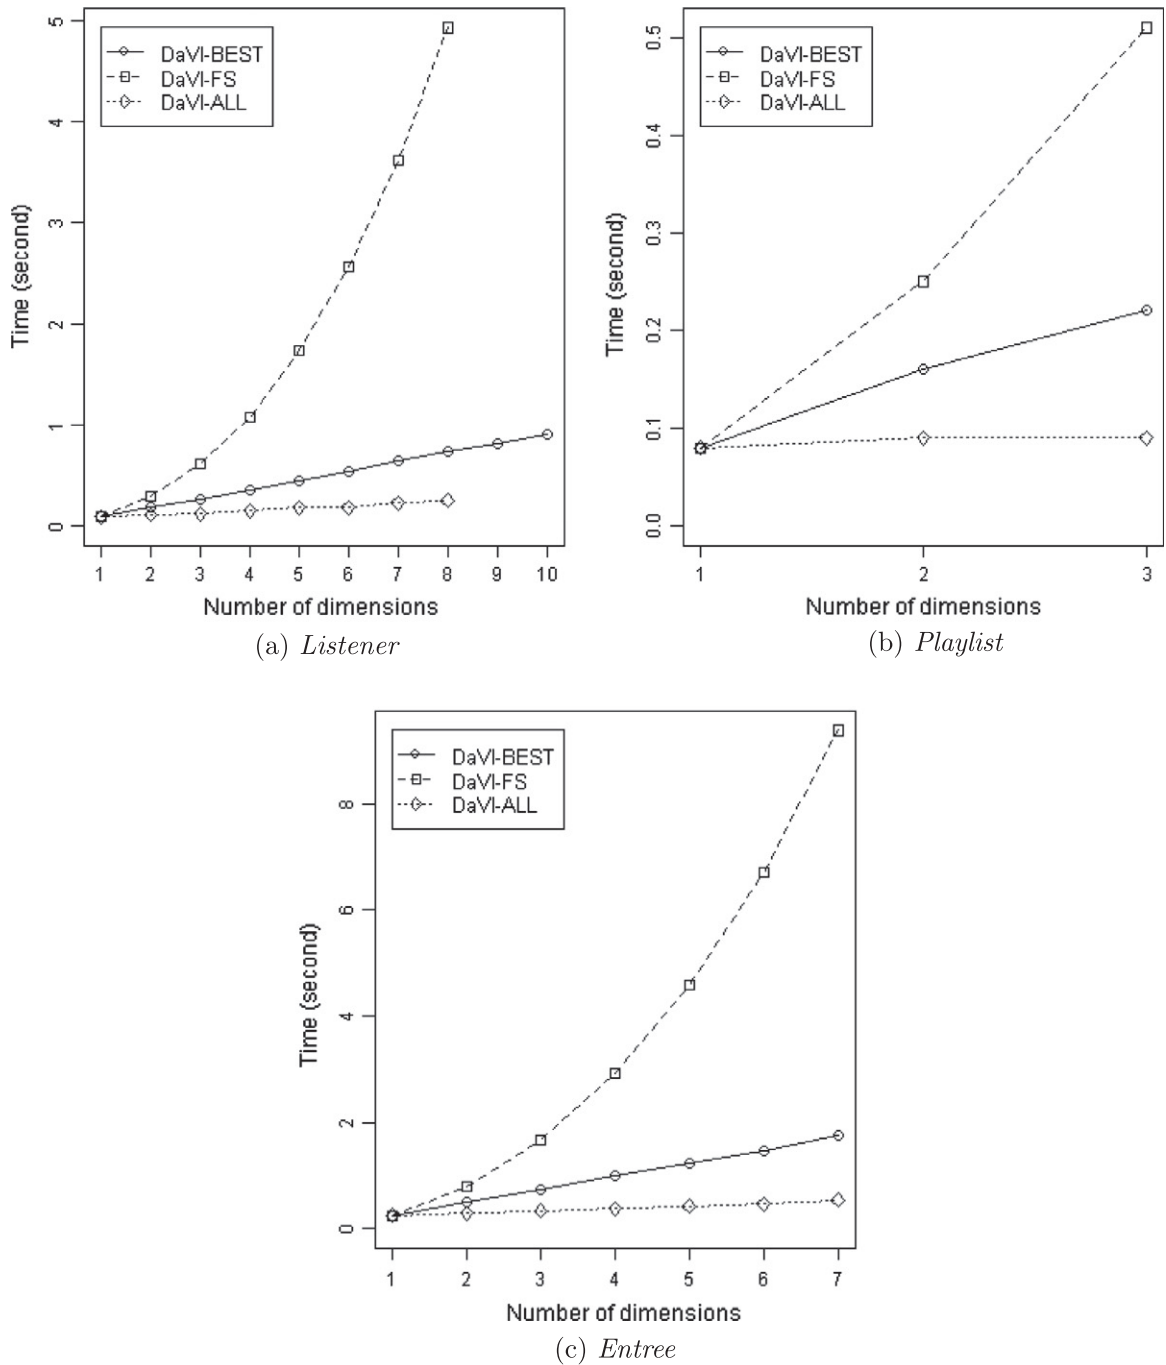 DaVI-BEST
DaVI-FS
DaVI-ALL
Time (second)
5
4
3
2
1
0
1 2 3 4 5 6 7 8 9 10
Number of dimensions
(a) Listener
DaVI-BEST
DaVI-FS
DaVI-ALL
Time (second)
0.5
0.4
0.3
0.2
0.1
0.0
1 2 3
Number of dimensions
(b) Playlist
DaVI-BEST
DaVI-FS
DaVI-ALL
Time (second)
8
6
4
2
0
1 2 3 4 5 6 7
Number of dimensions
(c) Entree